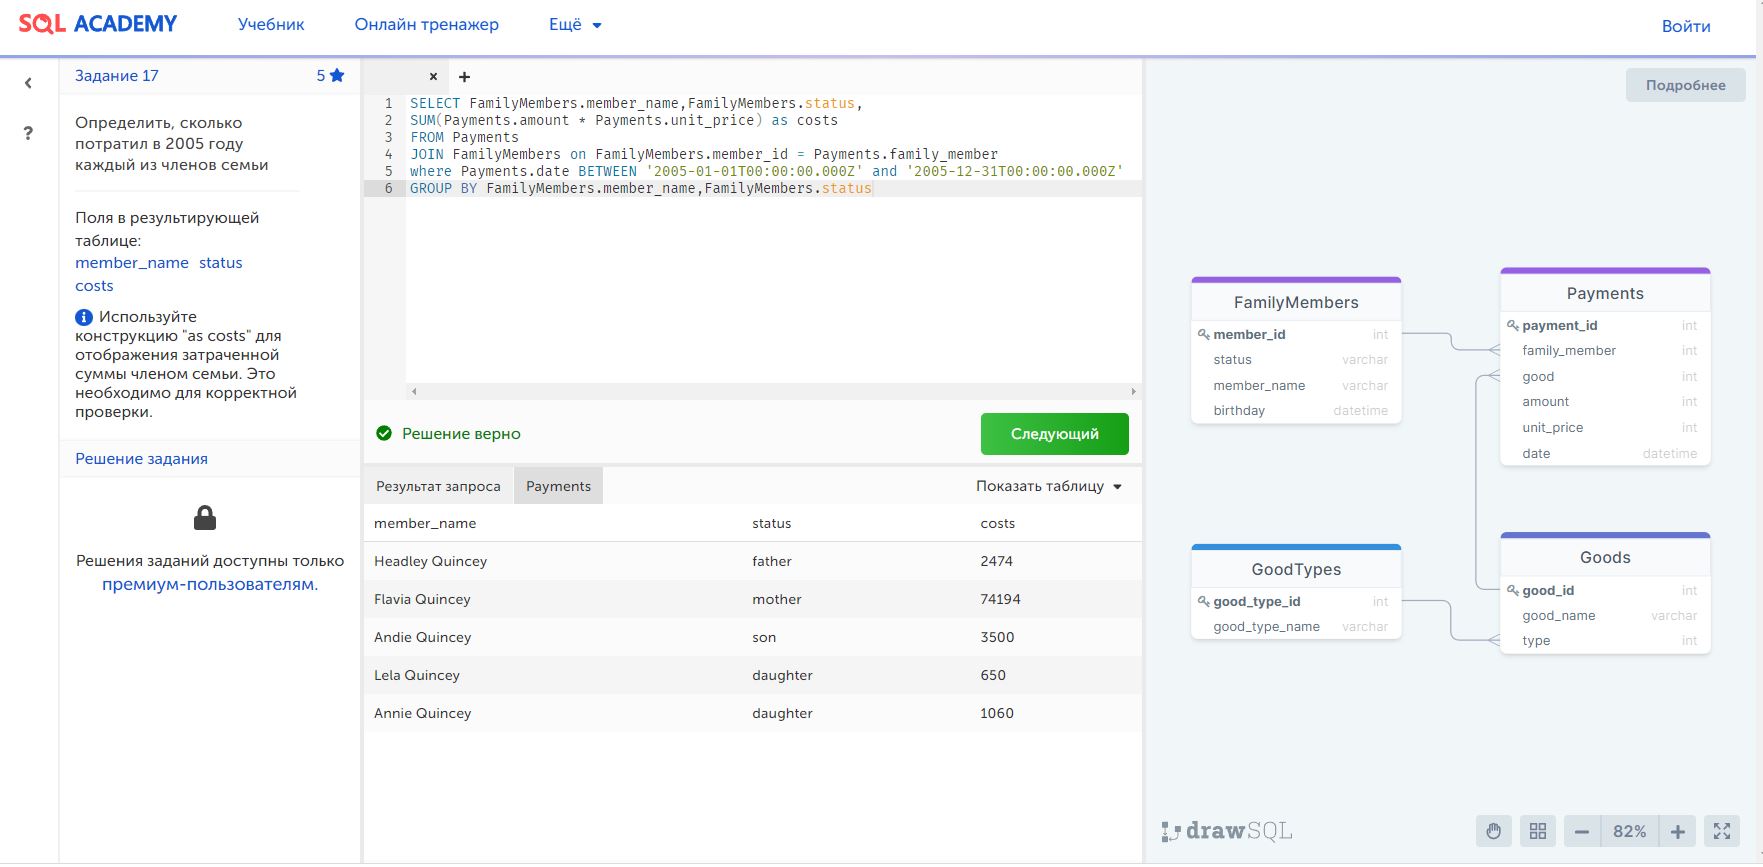 SQL ACADEMY
Учебник
Онлайн тренажер
Ещё
Войти
Задание 17
5
Определить, сколько
потратил в 2005 году
каждый из членов семьи
Поля в результирующей
таблице:
member_name status
costs
Используйте
конструкцию "as costs" для
отображения затраченной
суммы членом семьи. Это
необходимо для корректной
проверки.
Решение задания
Решения заданий доступны только
премиум-пользователям.
1 SELECT FamilyMembers.member_name,FamilyMembers.status,
2 SUM(Payments.amount * Payments.unit_price) as costs
3 FROM Payments
4 JOIN FamilyMembers on FamilyMembers.member_id = Payments.family_member
5 where Payments.date BETWEEN '2005-01-01T00:00:00.000Z' and '2005-12-31T00:00:00.000Z'
6 GROUP BY FamilyMembers.member_name,FamilyMembers.status
Решение верно
Следующий
Результат запроса
Payments
Показать таблицу
member_name status costs
Headley Quincey father 2474
Flavia Quincey mother 74194
Andie Quincey son 3500
Lela Quincey daughter 650
Annie Quincey daughter 1060
Подробнее
FamilyMembers
member_id int
status varchar
member_name varchar
birthday datetime
Payments
payment_id int
family_member int
good int
amount int
unit_price int
date datetime
GoodTypes
good_type_id int
good_type_name varchar
Goods
good_id int
good_name varchar
type int
drawSQL
82%